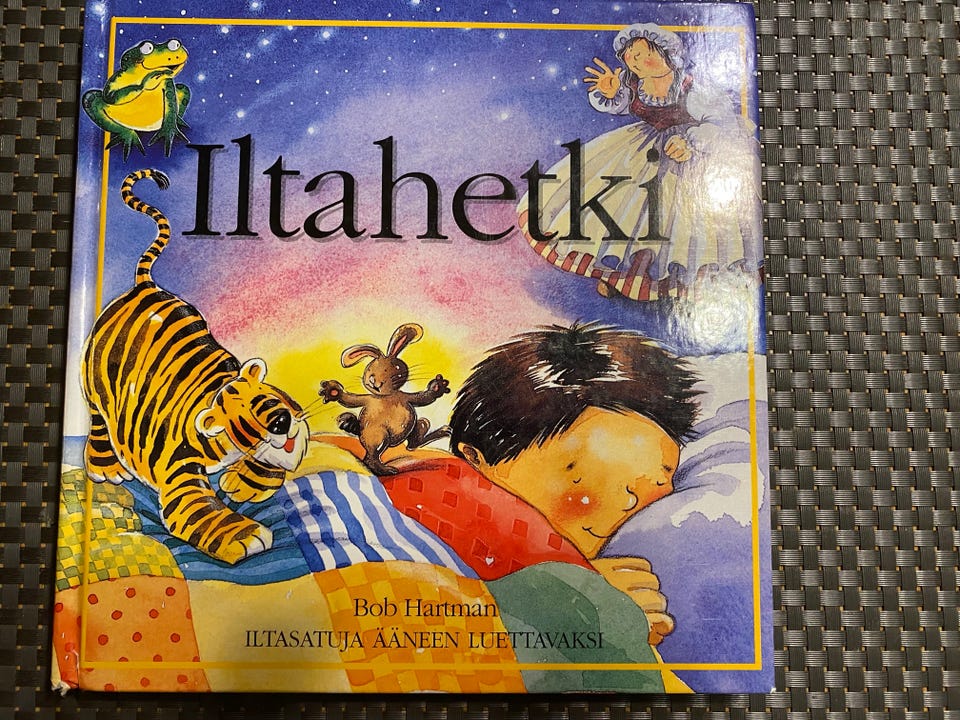 Iltahetki
Bob Hartman
ILTASATUJA ÄÄNEEN LUETTAVAKSI